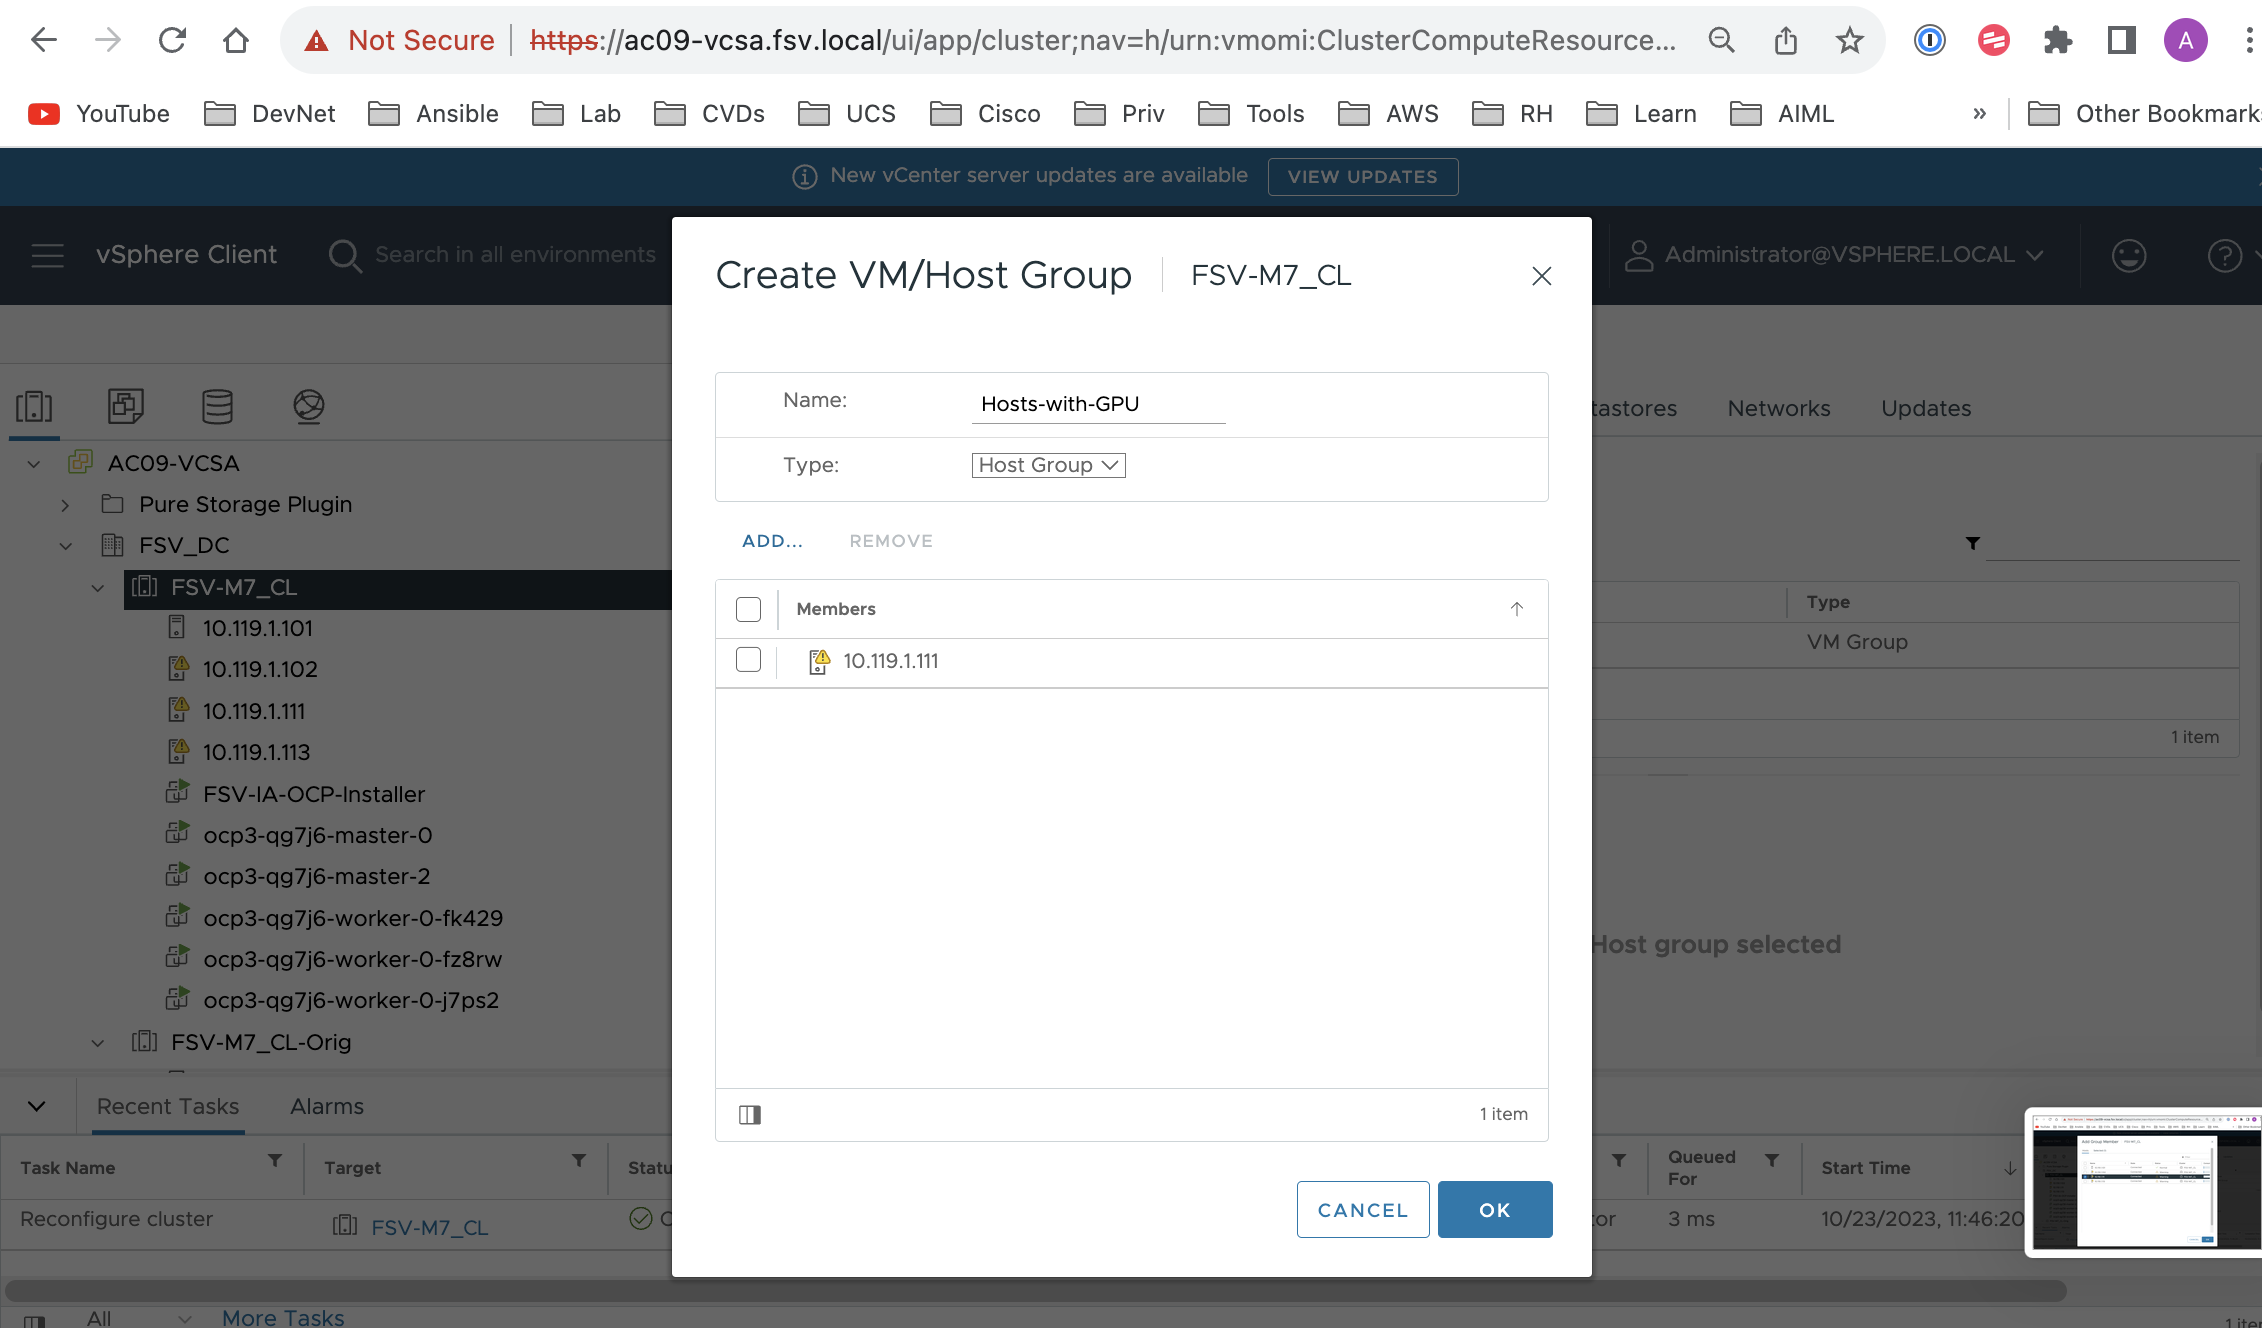 Not Secure https://ac09-vcsa.fsv.local/ui/app/cluster;nav=h/urn:vmomi:ClusterComputeResource... A
YouTube DevNet Ansible Lab CVDs UCS Cisco Priv Tools AWS RH Learn AIML » Other Bookmarks
New vCenter server updates are available VIEW UPDATES
vSphere Client Search in all environments Administrator@VSPHERE.LOCAL
Create VM/Host Group FSV-M7_CL
Name: Hosts-with-GPU
Type: Host Group
ADD... REMOVE
Members
10.119.1.111
1 item
CANCEL OK
tastores Networks Updates
Type
VM Group
1 item
Host group selected
AC09-VCSA
Pure Storage Plugin
FSV_DC
FSV-M7_CL
10.119.1.101
10.119.1.102
10.119.1.111
10.119.1.113
FSV-IA-OCP-Installer
ocp3-qg7j6-master-0
ocp3-qg7j6-master-2
ocp3-qg7j6-worker-0-fk429
ocp3-qg7j6-worker-0-fz8rw
ocp3-qg7j6-worker-0-j7ps2
FSV-M7_CL-Orig
Recent Tasks Alarms
Task Name Target Statu Queued For Start Time
Reconfigure cluster FSV-M7_CL C tor 3 ms 10/23/2023, 11:46:20
All More Tasks 1 iter